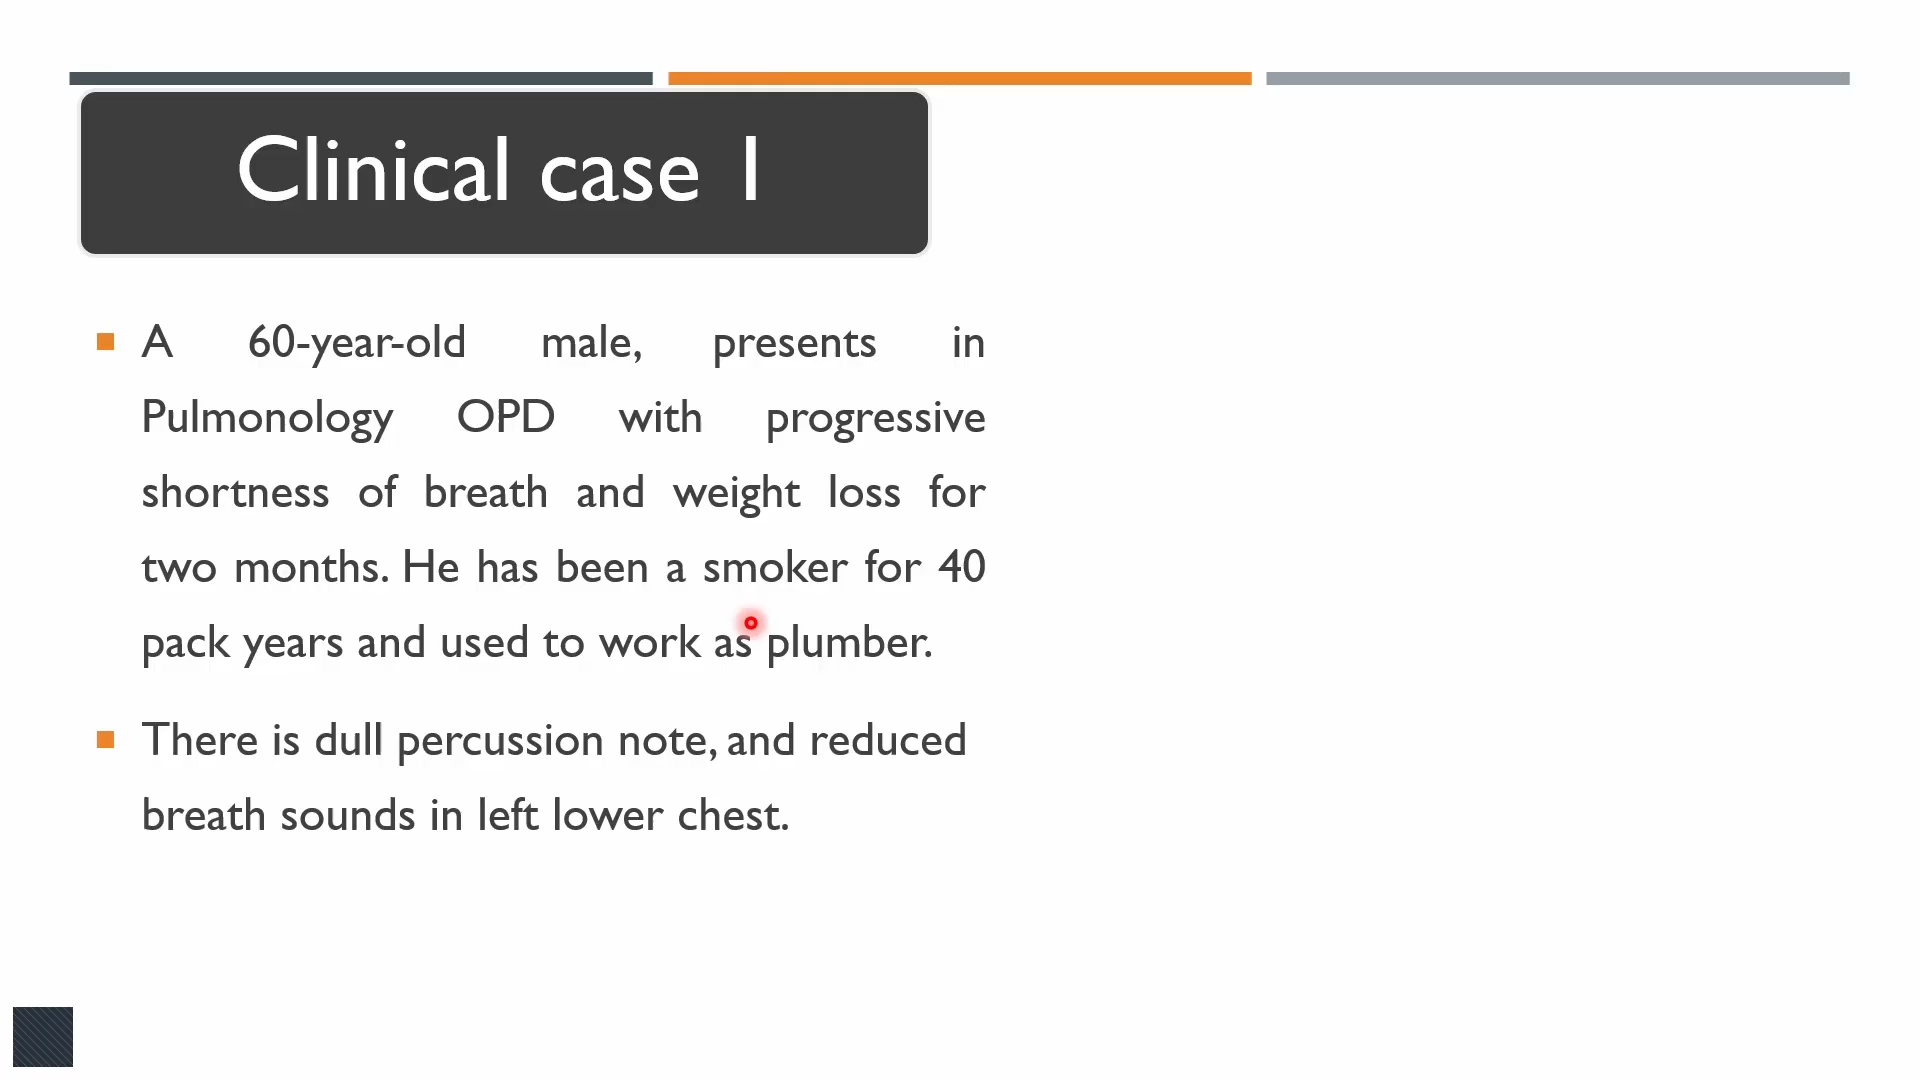 Clinical case 1
A 60-year-old male, presents in
Pulmonology OPD with progressive
shortness of breath and weight loss for
two months. He has been a smoker for 40
pack years and used to work as plumber.
There is dull percussion note, and reduced
breath sounds in left lower chest.